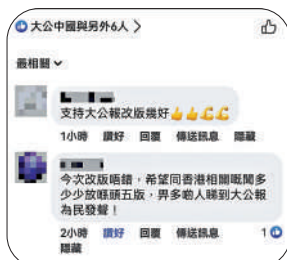 大公中國與另外6人 >
最相關
支持大公報改版幾好👍👍💪💪
1小時 讚好 回覆 傳送訊息 隱藏
今次改版唔錯，希望同香港相關嘅聞多
少少放喺頭五版，畀多啲人睇到大公報
為民發聲！
2小時 讚好 回覆 傳送訊息 1
隱藏